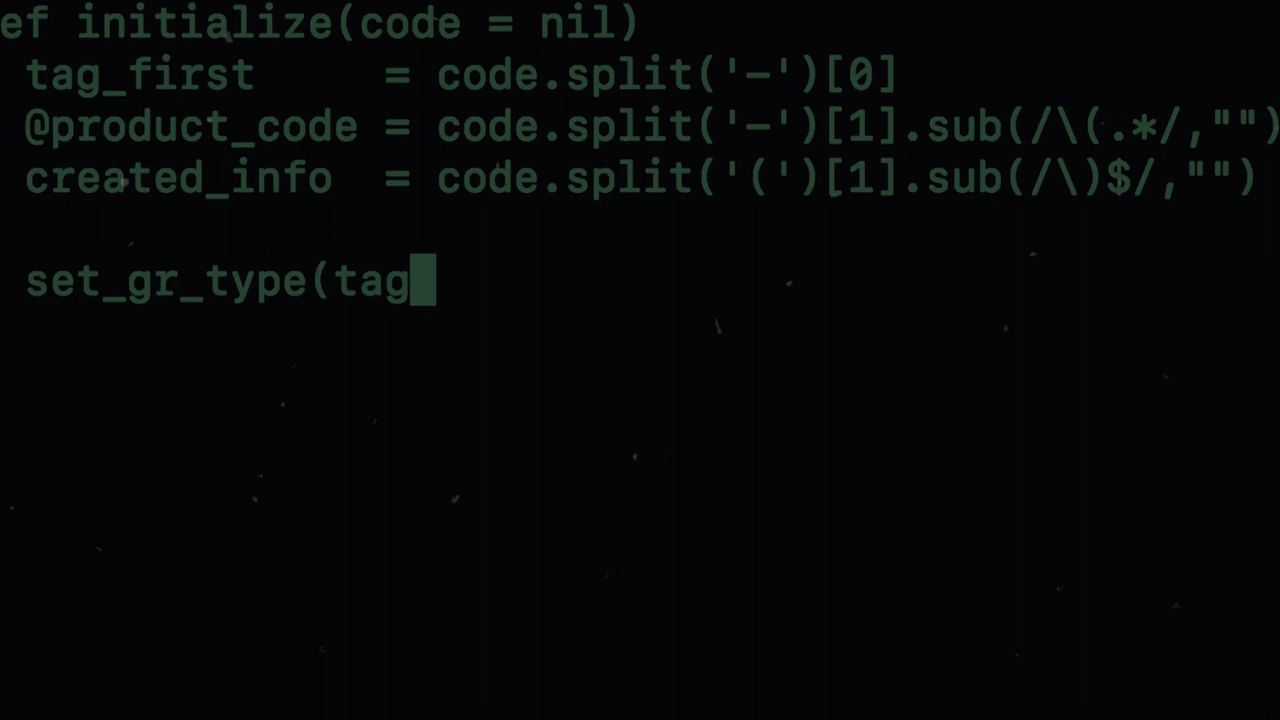 ef initialize(code = nil)
tag_first     = code.split('-')[0]
@product_code = code.split('-')[1].sub(/\(.*/,"")
created_info  = code.split('(')[1].sub(/\)$/,"")
set_gr_type(tag